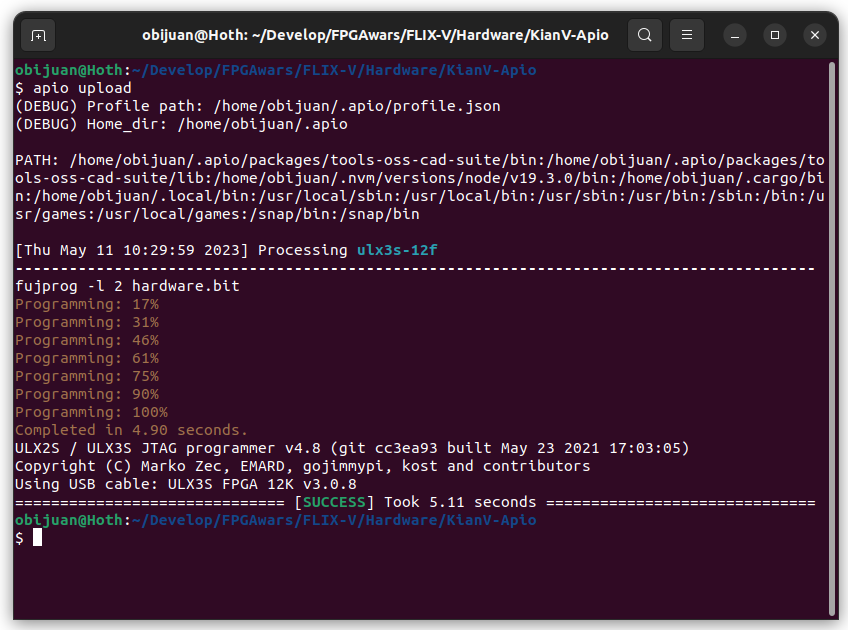 obijuan@Hoth: ~/Develop/FPGAwars/FLIX-V/Hardware/KianV-Apio
obijuan@Hoth:~/Develop/FPGAwars/FLIX-V/Hardware/KianV-Apio
$ apio upload
(DEBUG) Profile path: /home/obijuan/.apio/profile.json
(DEBUG) Home_dir: /home/obijuan/.apio
PATH: /home/obijuan/.apio/packages/tools-oss-cad-suite/bin:/home/obijuan/.apio/packages/to
ols-oss-cad-suite/lib:/home/obijuan/.nvm/versions/node/v19.3.0/bin:/home/obijuan/.cargo/bi
n:/home/obijuan/.local/bin:/usr/local/sbin:/usr/local/bin:/usr/sbin:/usr/bin:/sbin:/bin:/u
sr/games:/usr/local/games:/snap/bin:/snap/bin
[Thu May 11 10:29:59 2023] Processing ulx3s-12f
-----------------------------------------------------------------------------------------
fujprog -l 2 hardware.bit
Programming: 17%
Programming: 31%
Programming: 46%
Programming: 61%
Programming: 75%
Programming: 90%
Programming: 100%
Completed in 4.90 seconds.
ULX2S / ULX3S JTAG programmer v4.8 (git cc3ea93 built May 23 2021 17:03:05)
Copyright (C) Marko Zec, EMARD, gojimmypi, kost and contributors
Using USB cable: ULX3S FPGA 12K v3.0.8
============================== [SUCCESS] Took 5.11 seconds ==============================
obijuan@Hoth:~/Develop/FPGAwars/FLIX-V/Hardware/KianV-Apio
$